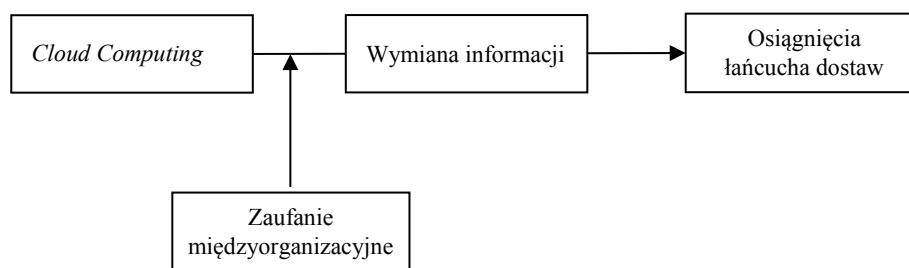 Cloud Computing
Wymiana informacji
Osiągnięcia
łańcucha dostaw
Zaufanie
międzyorganizacyjne